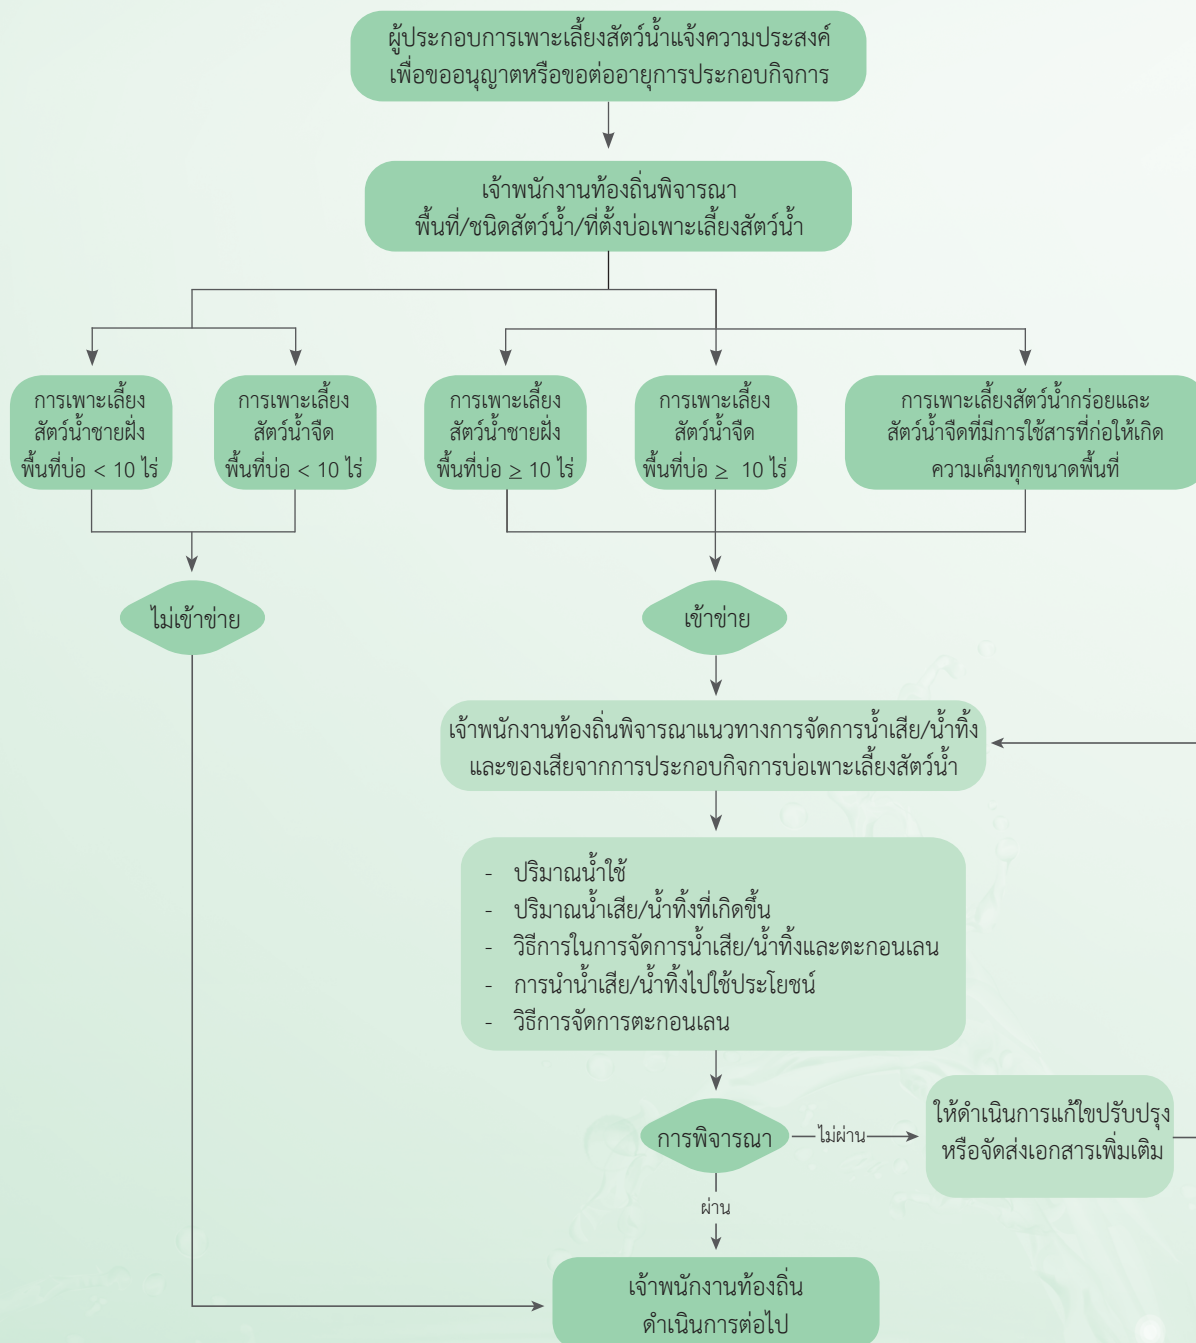 ผู้ประกอบการเพาะเลี้ยงสัตว์น้ำแจ้งความประสงค์
เพื่อขออนุญาตหรือขอต่ออายุการประกอบกิจการ
เจ้าพนักงานท้องถิ่นพิจารณา
พื้นที่/ชนิดสัตว์น้ำ/ที่ตั้งบ่อเพาะเลี้ยงสัตว์น้ำ
การเพาะเลี้ยง
สัตว์น้ำชายฝั่ง
พื้นที่บ่อ < 10 ไร่
การเพาะเลี้ยง
สัตว์น้ำจืด
พื้นที่บ่อ < 10 ไร่
การเพาะเลี้ยง
สัตว์น้ำชายฝั่ง
พื้นที่บ่อ ≥ 10 ไร่
การเพาะเลี้ยง
สัตว์น้ำจืด
พื้นที่บ่อ ≥ 10 ไร่
การเพาะเลี้ยงสัตว์น้ำกร่อยและ
สัตว์น้ำจืดที่มีการใช้สารที่ก่อให้เกิด
ความเค็มทุกขนาดพื้นที่
ไม่เข้าข่าย
เข้าข่าย
เจ้าพนักงานท้องถิ่นพิจารณาแนวทางการจัดการน้ำเสีย/น้ำทิ้ง
และของเสียจากการประกอบกิจการบ่อเพาะเลี้ยงสัตว์น้ำ
- ปริมาณน้ำใช้
- ปริมาณน้ำเสีย/น้ำทิ้งที่เกิดขึ้น
- วิธีการในการจัดการน้ำเสีย/น้ำทิ้งและตะกอนเลน
- การนำน้ำเสีย/น้ำทิ้งไปใช้ประโยชน์
- วิธีการจัดการตะกอนเลน
การพิจารณา
ไม่ผ่าน
ให้ดำเนินการแก้ไขปรับปรุง
หรือจัดส่งเอกสารเพิ่มเติม
ผ่าน
เจ้าพนักงานท้องถิ่น
ดำเนินการต่อไป